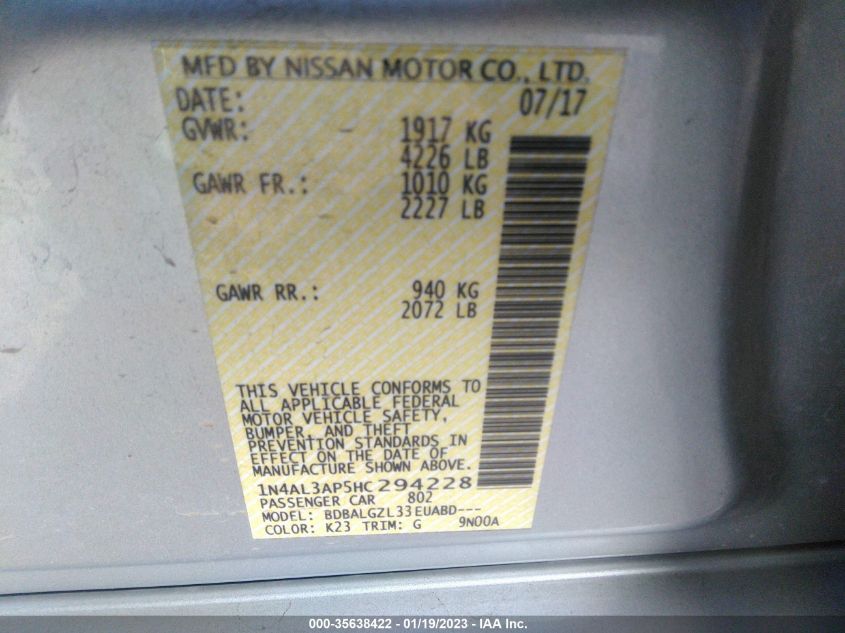 MFD BY NISSAN MOTOR CO., LTD.
DATE: 07/17
GVWR: 1917 KG
4226 LB
GAWR FR.: 1010 KG
2227 LB
GAWR RR.: 940 KG
2072 LB
THIS VEHICLE CONFORMS TO
ALL APPLICABLE FEDERAL
MOTOR VEHICLE SAFETY,
BUMPER, AND THEFT
PREVENTION STANDARDS IN
EFFECT ON THE DATE OF
MANUFACTURE SHOWN ABOVE.
1N4AL3AP5HC294228
PASSENGER CAR 802
MODEL: BDBALGZL33EUABD---
COLOR: K23 TRIM: G 9N00A
000-35638422 - 01/19/2023 - IAA Inc.